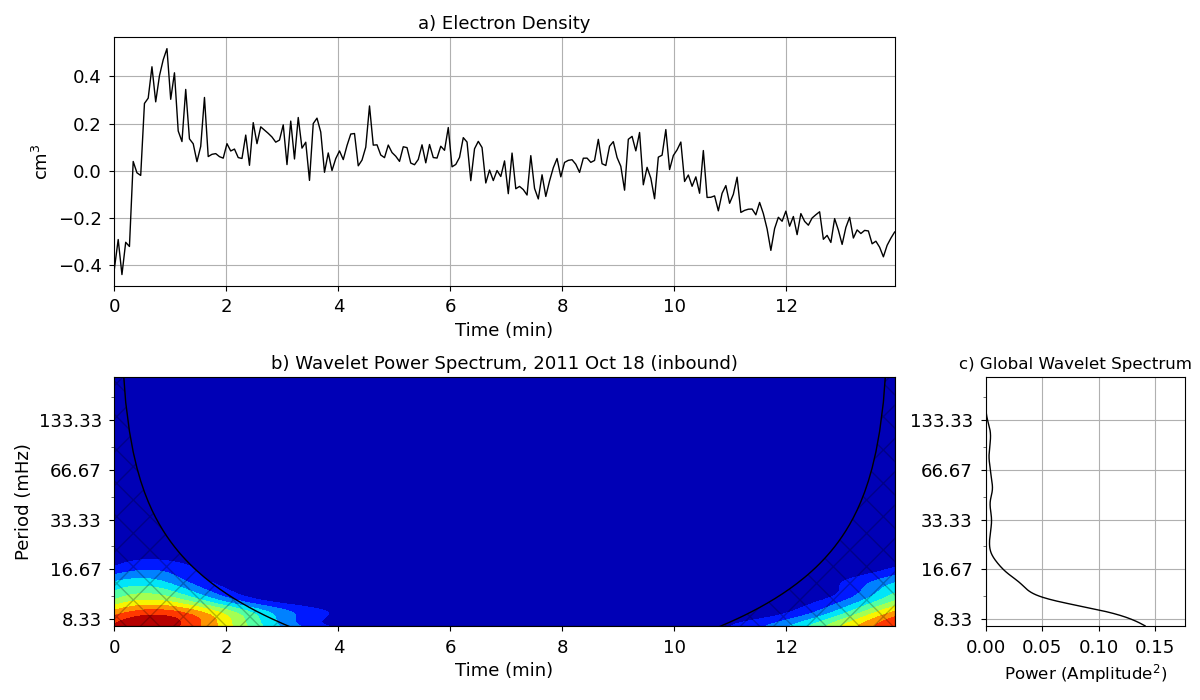 a) Electron Density
0.4
0.2
0.0
−0.2
−0.4
cm³
0 2 4 6 8 10 12
Time (min)
b) Wavelet Power Spectrum, 2011 Oct 18 (inbound)
133.33
66.67
33.33
16.67
8.33
Period (mHz)
0 2 4 6 8 10 12
Time (min)
c) Global Wavelet Spectrum
133.33
66.67
33.33
16.67
8.33
0.00 0.05 0.10 0.15
Power (Amplitude²)